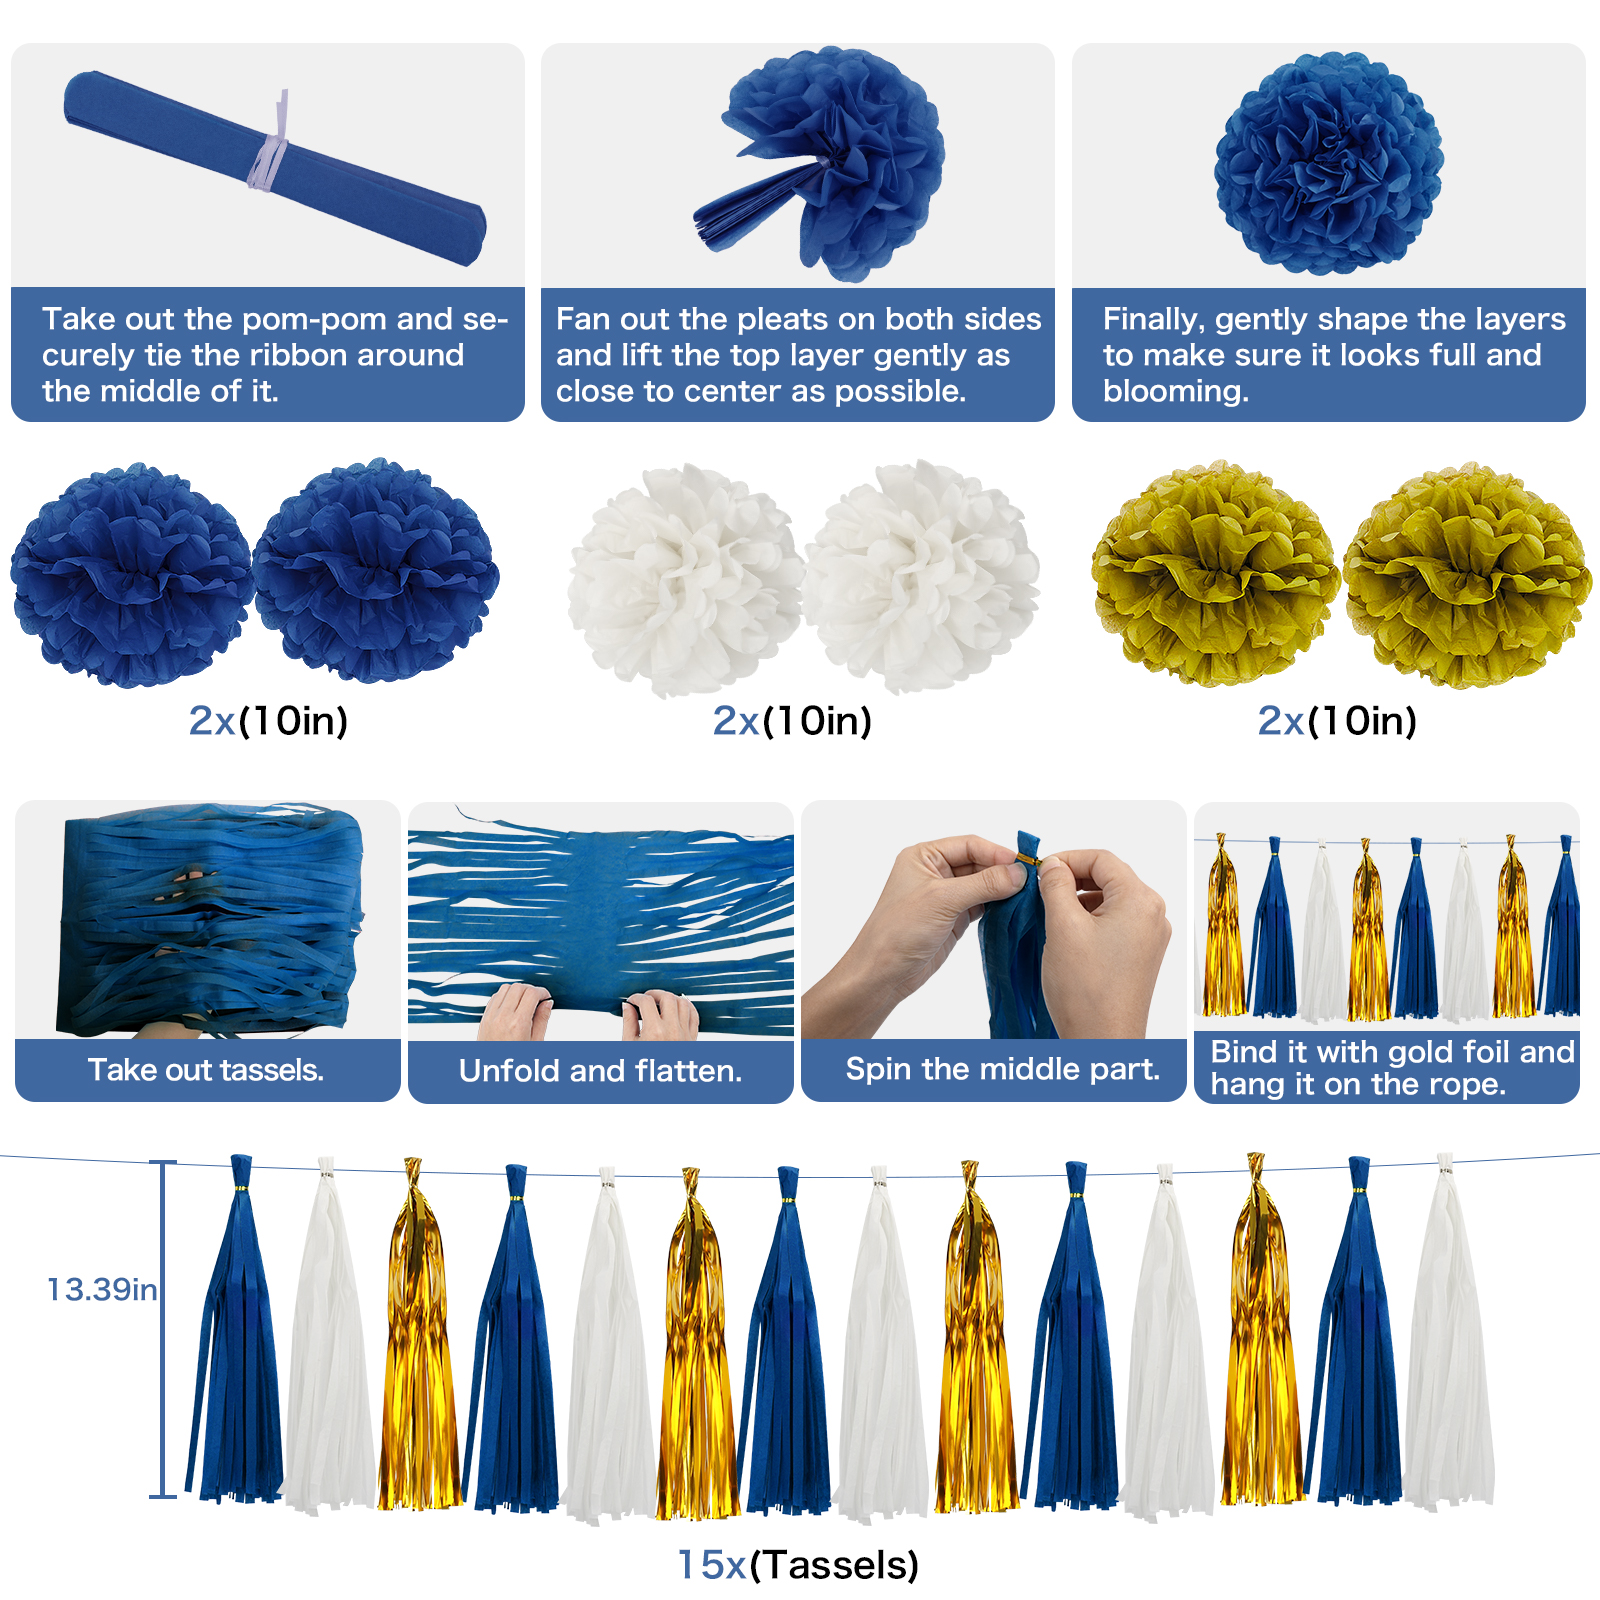 Take out the pom-pom and se-
curely tie the ribbon around
the middle of it.
Fan out the pleats on both sides
and lift the top layer gently as
close to center as possible.
Finally, gently shape the layers
to make sure it looks full and
blooming.
2x(10in)
2x(10in)
2x(10in)
Take out tassels.
Unfold and flatten.
Spin the middle part.
Bind it with gold foil and
hang it on the rope.
13.39in
15x(Tassels)